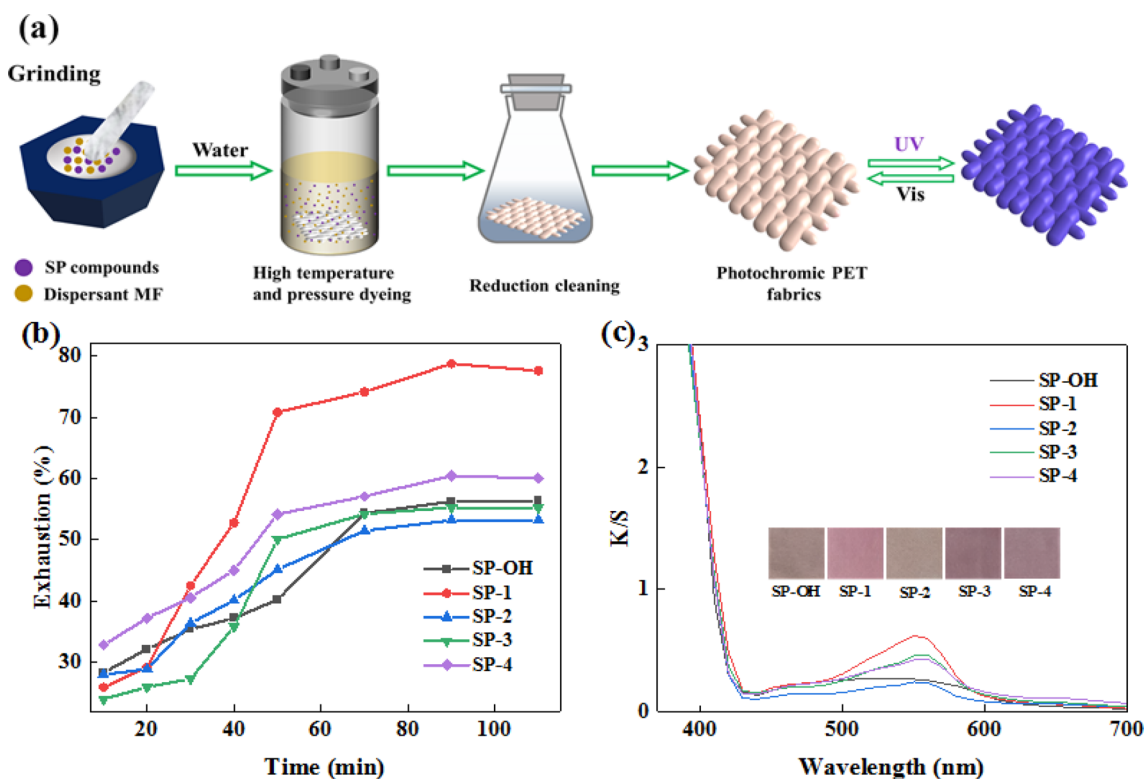 (a)
Grinding
Water
UV
Vis
SP compounds
Dispersant MF
High temperature
and pressure dyeing
Reduction cleaning
Photochromic PET
fabrics
(b)
80
70
60
50
40
30
Exhaustion (%)
SP-OH
SP-1
SP-2
SP-3
SP-4
20
40
60
80
100
Time (min)
(c)
3
2
1
0
K/S
SP-OH
SP-1
SP-2
SP-3
SP-4
SP-OH SP-1 SP-2 SP-3 SP-4
400
500
600
700
Wavelength (nm)